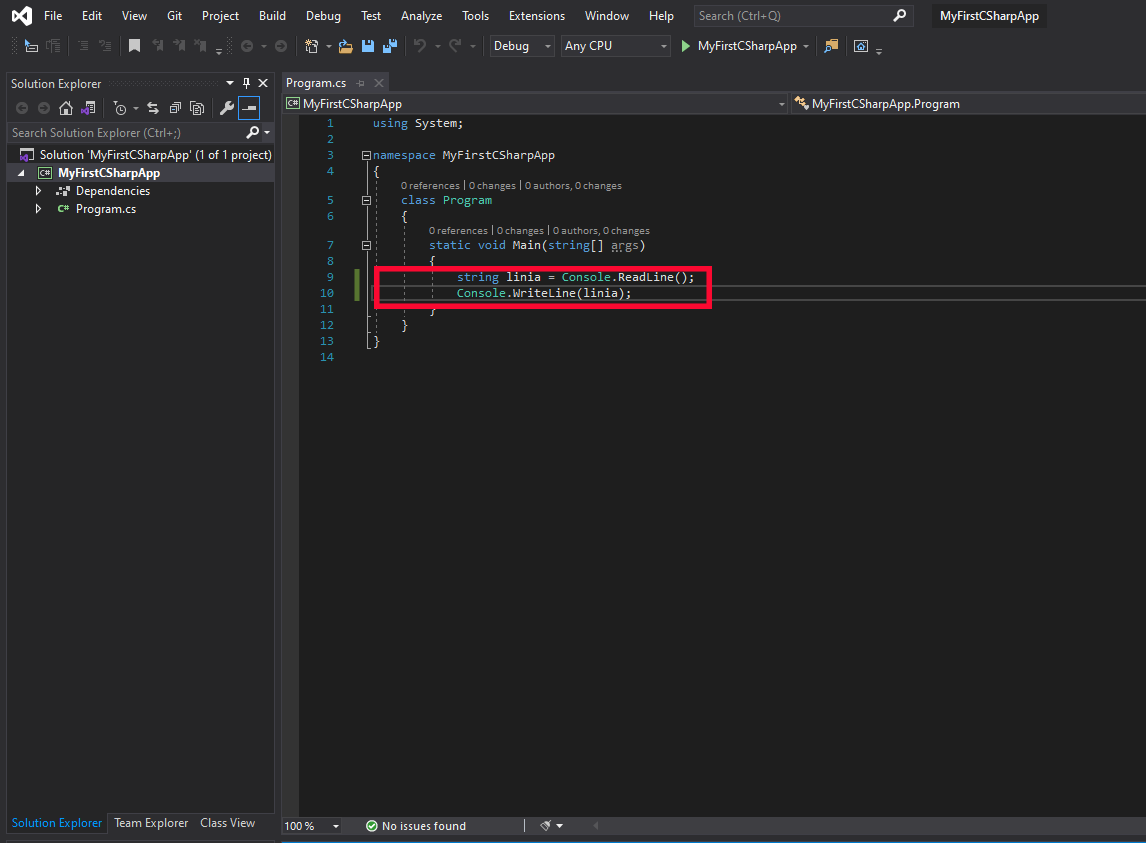 File Edit View Git Project Build Debug Test Analyze Tools Extensions Window Help Search (Ctrl+Q) MyFirstCSharpApp
Debug Any CPU MyFirstCSharpApp
Solution Explorer
Search Solution Explorer (Ctrl+;)
Solution 'MyFirstCSharpApp' (1 of 1 project)
C# MyFirstCSharpApp
Dependencies
C# Program.cs
Solution Explorer Team Explorer Class View
Program.cs
C# MyFirstCSharpApp MyFirstCSharpApp.Program
1 using System;
2
3 namespace MyFirstCSharpApp
4 {
0 references | 0 changes | 0 authors, 0 changes
5 class Program
6 {
0 references | 0 changes | 0 authors, 0 changes
7 static void Main(string[] args)
8 {
9 string linia = Console.ReadLine();
10 Console.WriteLine(linia);
11 }
12 }
13 }
14
100 % No issues found